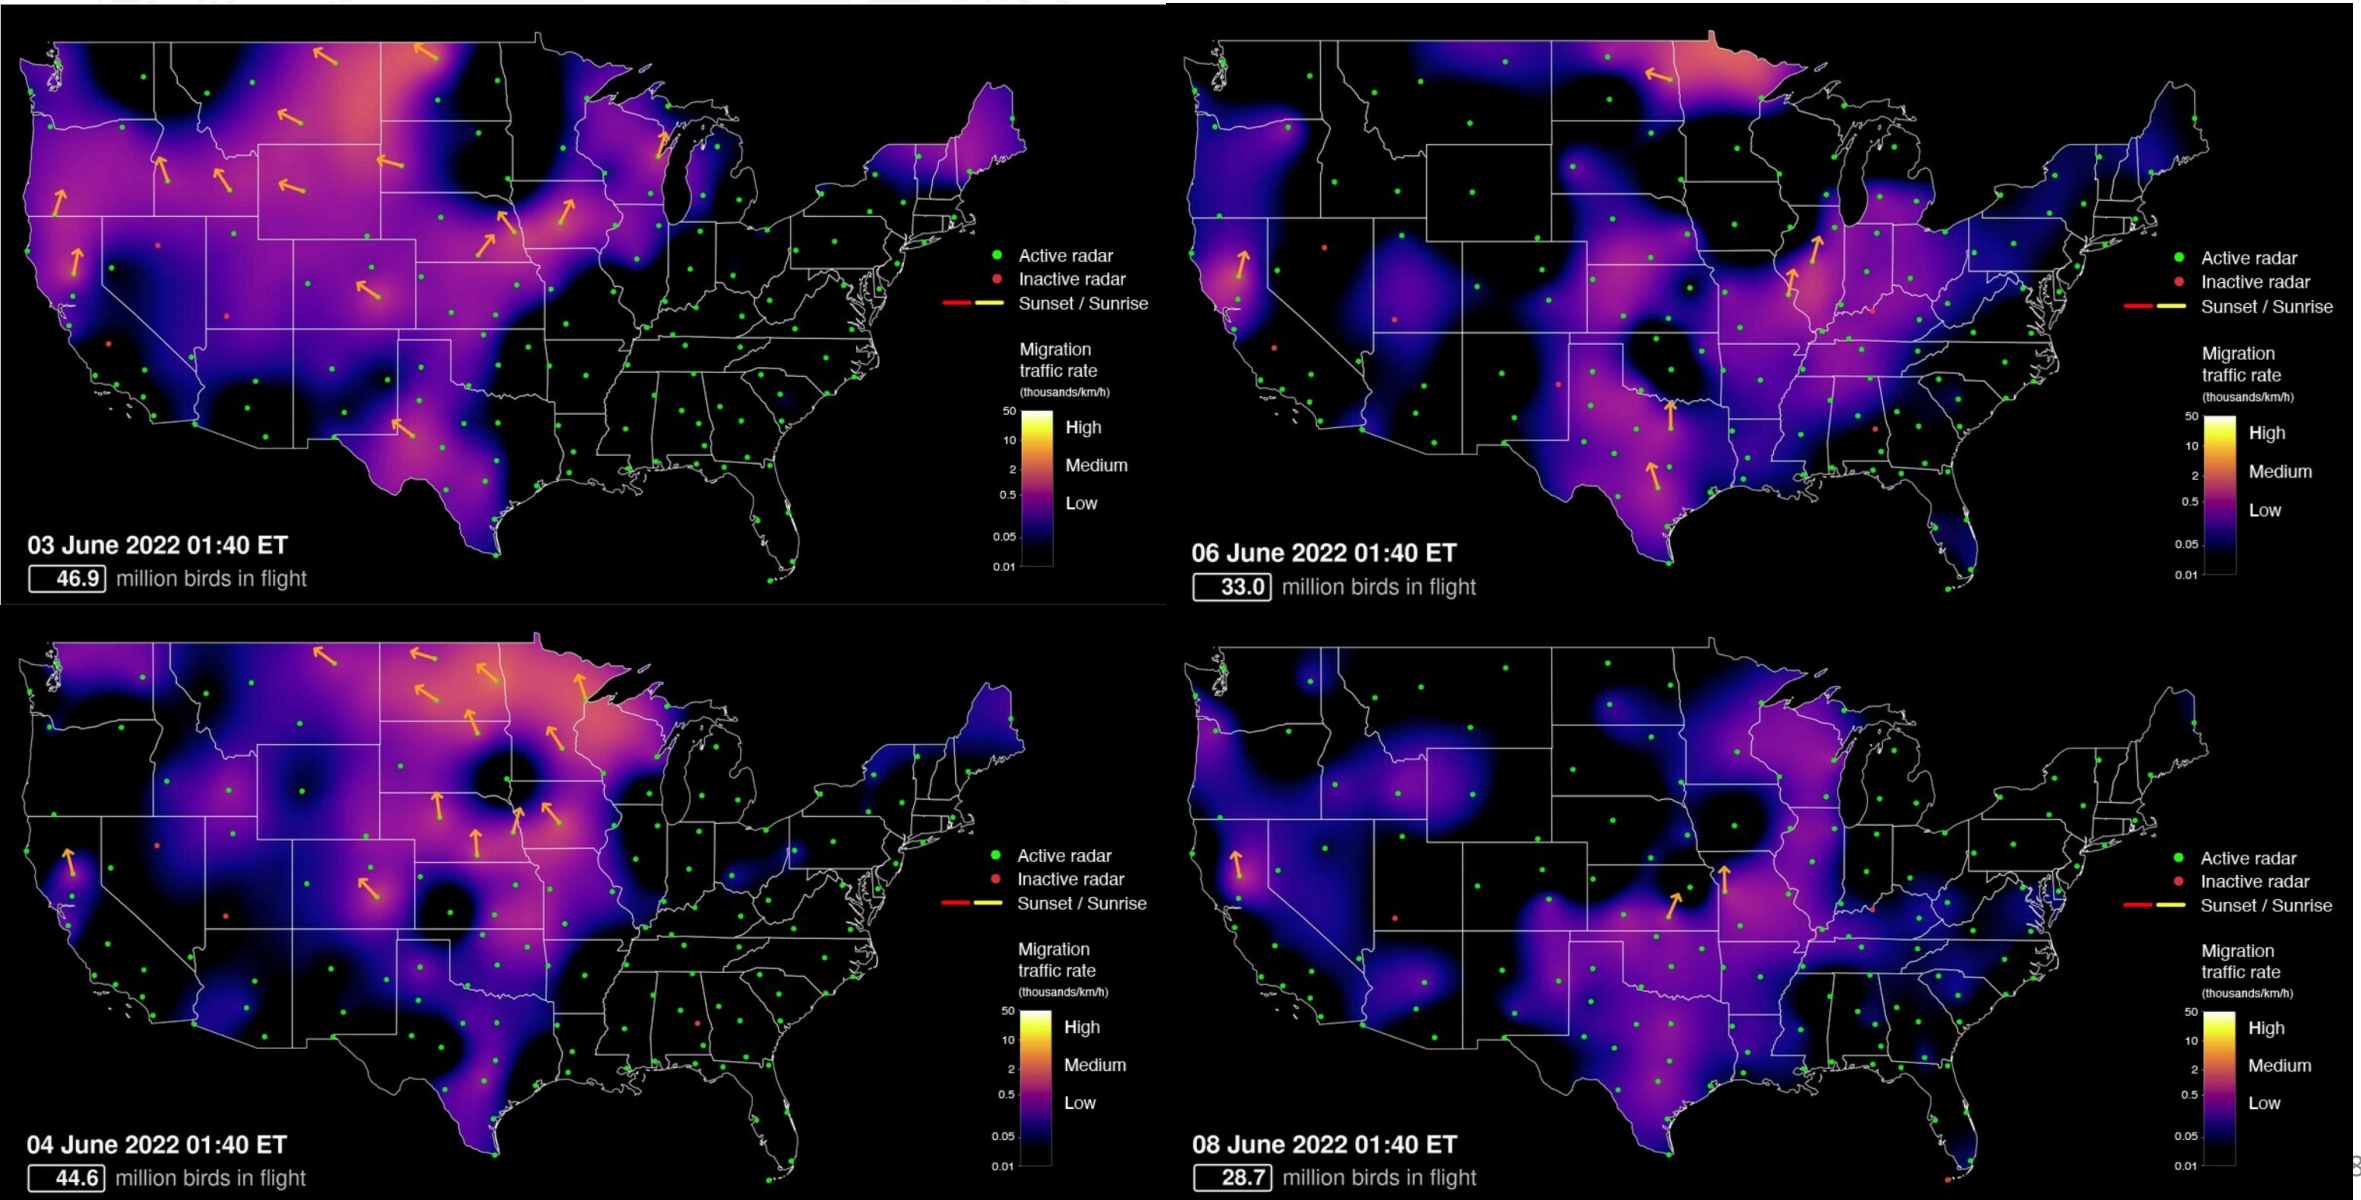 Active radar
Inactive radar
Sunset / Sunrise
Migration
traffic rate
(thousands/km/h)
50
High
10
2
Medium
0.5
Low
0.05
0.01
03 June 2022 01:40 ET
46.9 million birds in flight
Active radar
Inactive radar
Sunset / Sunrise
Migration
traffic rate
(thousands/km/h)
50
High
10
2
Medium
0.5
Low
0.05
0.01
06 June 2022 01:40 ET
33.0 million birds in flight
Active radar
Inactive radar
Sunset / Sunrise
Migration
traffic rate
(thousands/km/h)
50
High
10
2
Medium
0.5
Low
0.05
0.01
04 June 2022 01:40 ET
44.6 million birds in flight
Active radar
Inactive radar
Sunset / Sunrise
Migration
traffic rate
(thousands/km/h)
50
High
10
2
Medium
0.5
Low
0.05
0.01
08 June 2022 01:40 ET
28.7 million birds in flight